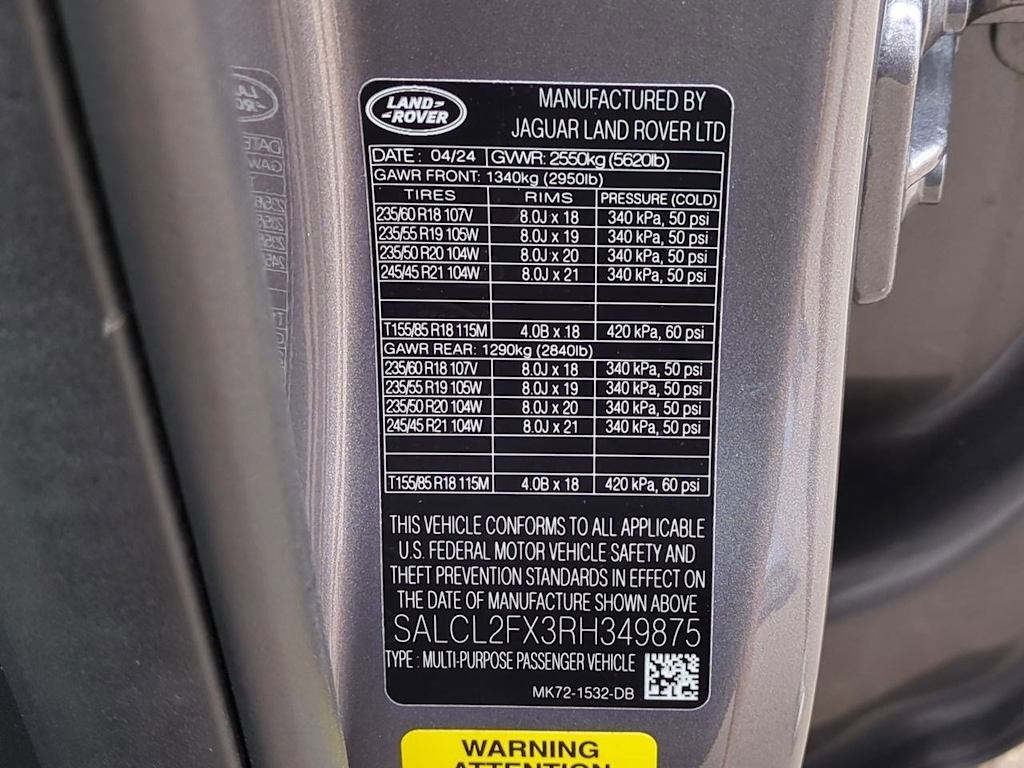 LAND-
-ROVER
MANUFACTURED BY
JAGUAR LAND ROVER LTD
DATE: 04/24 GVWR: 2550kg (5620lb)
GAWR FRONT: 1340kg (2950lb)
TIRES RIMS PRESSURE (COLD)
235/60 R18 107V 8.0J x 18 340 kPa, 50 psi
235/55 R19 105W 8.0J x 19 340 kPa, 50 psi
235/50 R20 104W 8.0J x 20 340 kPa, 50 psi
245/45 R21 104W 8.0J x 21 340 kPa, 50 psi
T155/85 R18 115M 4.0B x 18 420 kPa, 60 psi
GAWR REAR: 1290kg (2840lb)
235/60 R18 107V 8.0J x 18 340 kPa, 50 psi
235/55 R19 105W 8.0J x 19 340 kPa, 50 psi
235/50 R20 104W 8.0J x 20 340 kPa, 50 psi
245/45 R21 104W 8.0J x 21 340 kPa, 50 psi
T155/85 R18 115M 4.0B x 18 420 kPa, 60 psi
THIS VEHICLE CONFORMS TO ALL APPLICABLE
U.S. FEDERAL MOTOR VEHICLE SAFETY AND
THEFT PREVENTION STANDARDS IN EFFECT ON
THE DATE OF MANUFACTURE SHOWN ABOVE
SALCL2FX3RH349875
TYPE : MULTI-PURPOSE PASSENGER VEHICLE
MK72-1532-DB
WARNING
ATTENTION